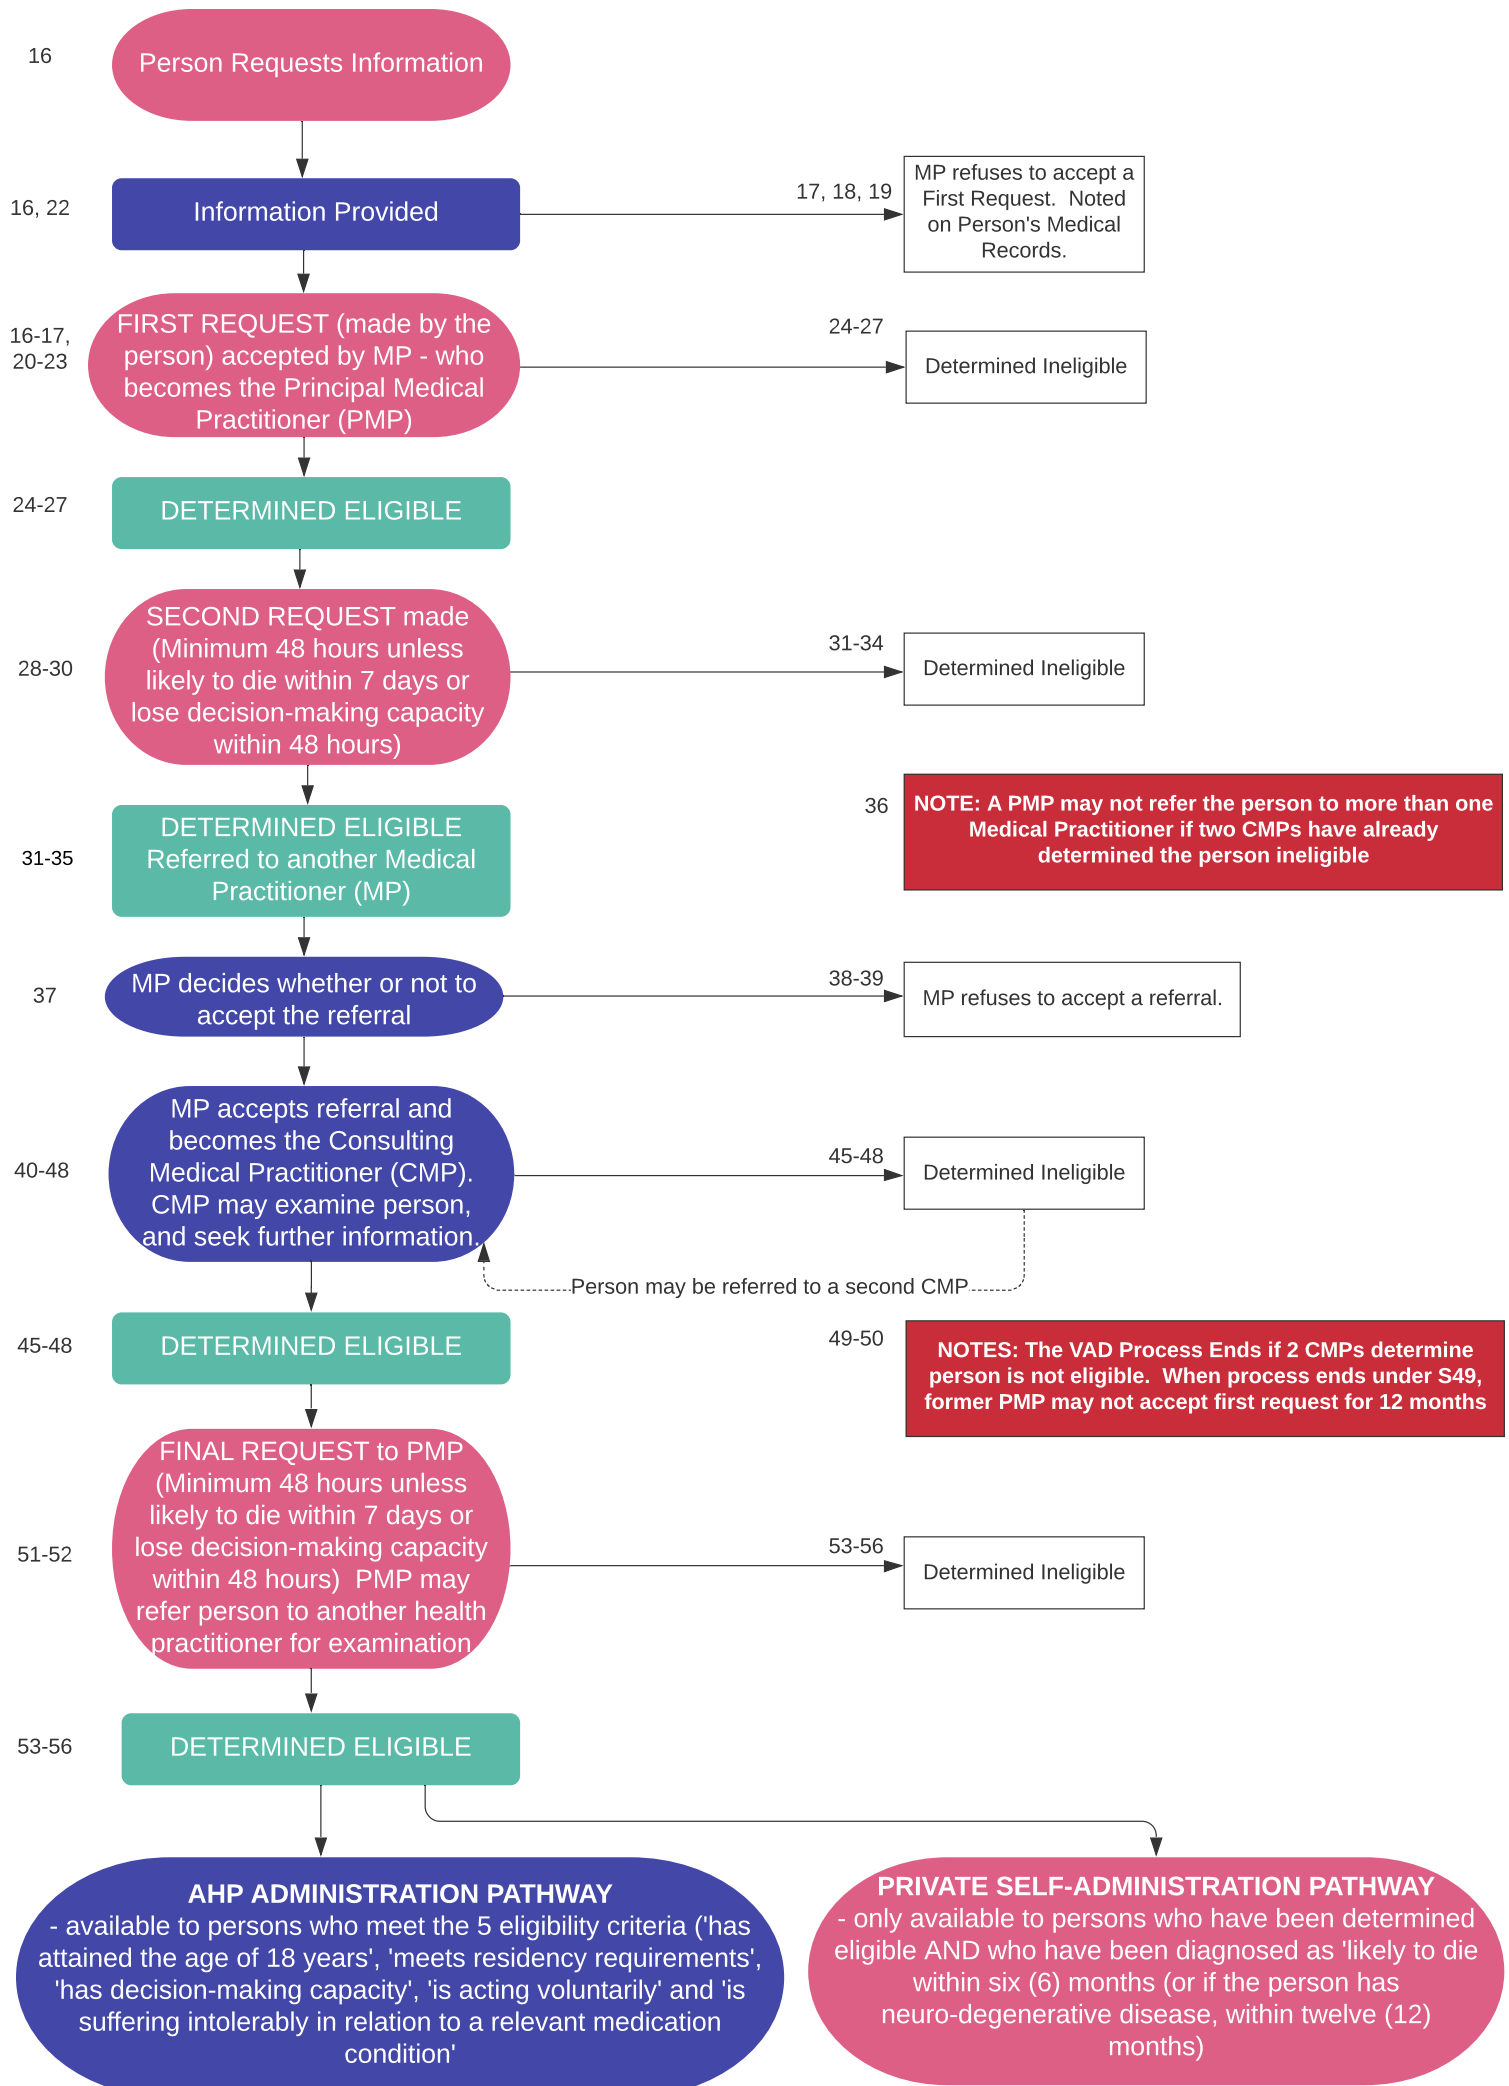 16
Person Requests Information
16, 22
Information Provided
17, 18, 19
MP refuses to accept a
First Request.  Noted
on Person's Medical
Records.
16-17,
20-23
FIRST REQUEST (made by the
person) accepted by MP - who
becomes the Principal Medical
Practitioner (PMP)
24-27
Determined Ineligible
24-27
DETERMINED ELIGIBLE
28-30
SECOND REQUEST made
(Minimum 48 hours unless
likely to die within 7 days or
lose decision-making capacity
within 48 hours)
31-34
Determined Ineligible
31-35
DETERMINED ELIGIBLE
Referred to another Medical
Practitioner (MP)
36
NOTE: A PMP may not refer the person to more than one
Medical Practitioner if two CMPs have already
determined the person ineligible
37
MP decides whether or not to
accept the referral
38-39
MP refuses to accept a referral.
40-48
MP accepts referral and
becomes the Consulting
Medical Practitioner (CMP).
CMP may examine person,
and seek further information.
45-48
Determined Ineligible
Person may be referred to a second CMP
45-48
DETERMINED ELIGIBLE
49-50
NOTES: The VAD Process Ends if 2 CMPs determine
person is not eligible.  When process ends under S49,
former PMP may not accept first request for 12 months
51-52
FINAL REQUEST to PMP
(Minimum 48 hours unless
likely to die within 7 days or
lose decision-making capacity
within 48 hours)  PMP may
refer person to another health
practitioner for examination
53-56
Determined Ineligible
53-56
DETERMINED ELIGIBLE
AHP ADMINISTRATION PATHWAY
- available to persons who meet the 5 eligibility criteria ('has
attained the age of 18 years', 'meets residency requirements',
'has decision-making capacity', 'is acting voluntarily' and 'is
suffering intolerably in relation to a relevant medication
condition'
PRIVATE SELF-ADMINISTRATION PATHWAY
- only available to persons who have been determined
eligible AND who have been diagnosed as 'likely to die
within six (6) months (or if the person has
neuro-degenerative disease, within twelve (12)
months)